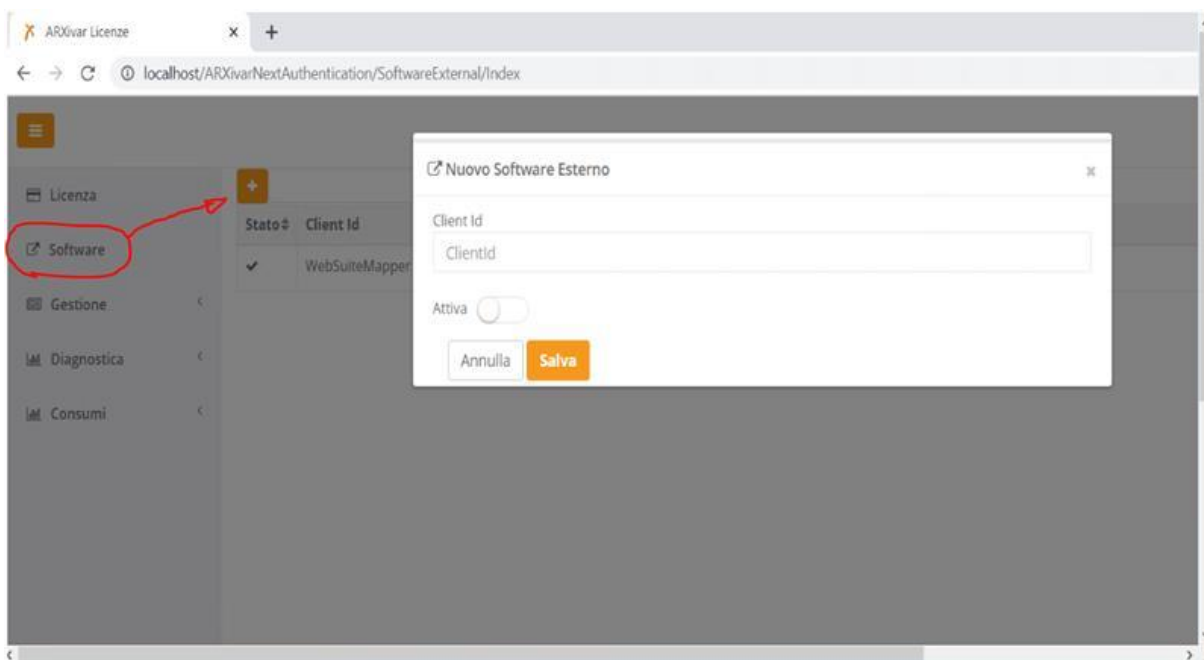 ARXivar Licenze
localhost/ARXivarNextAuthentication/SoftwareExternal/Index
Nuovo Software Esterno
Licenza
Stato Client Id
Client Id
Software
ClientId
WebSuiteMapper
Gestione
Attiva
Diagnostica
Annulla Salva
Consumi